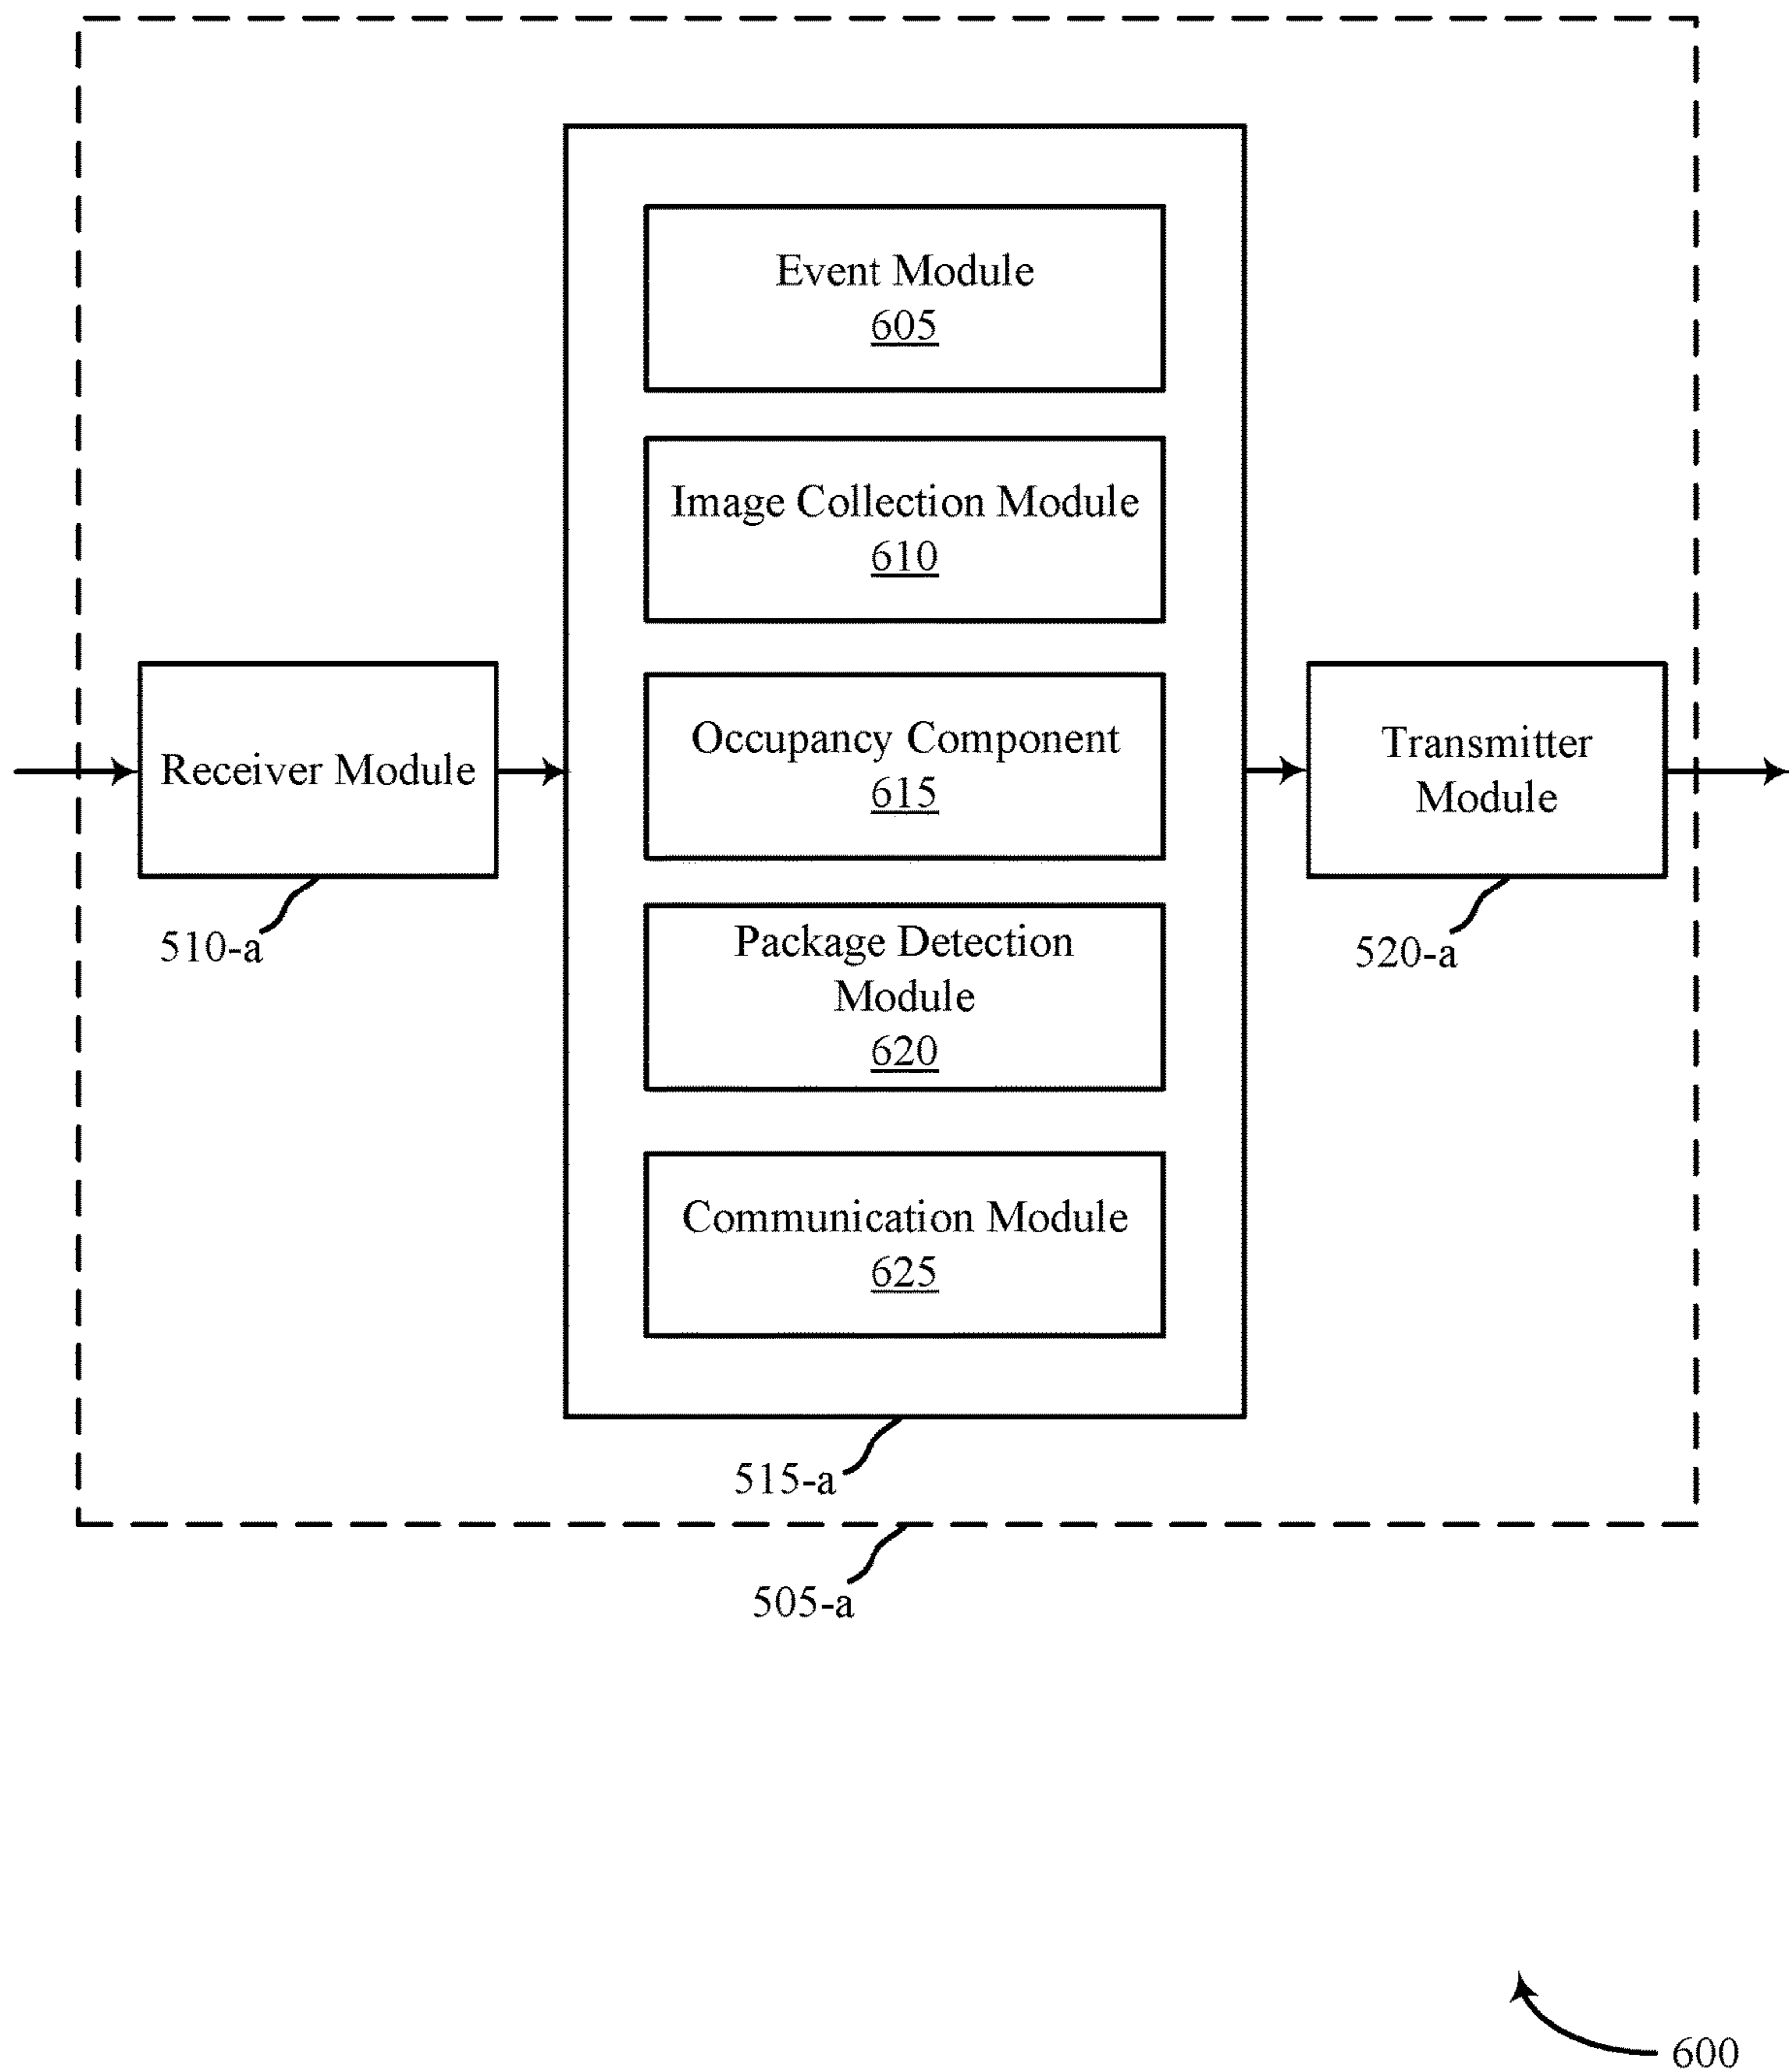 Event Module
605
Image Collection Module
610
Occupancy Component
615
Package Detection
Module
620
Communication Module
625
Receiver Module
510-a
Transmitter
Module
520-a
515-a
505-a
600